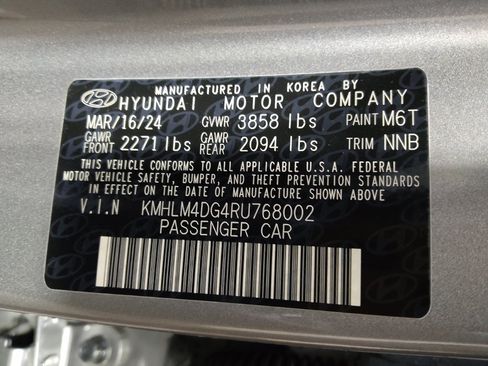 MANUFACTURED IN KOREA BY
HYUNDAI MOTOR COMPANY
MAR/16/24 GVWR 3858 lbs PAINT M6T
GAWR FRONT 2271 lbs GAWR REAR 2094 lbs TRIM NNB
THIS VEHICLE CONFORMS TO ALL APPLICABLE U.S.A. FEDERAL
MOTOR VEHICLE SAFETY, BUMPER, AND THEFT PREVENTION STANDARDS
IN EFFECT ON THE DATE OF MANUFACTURE SHOWN ABOVE
V.I.N KMHLM4DG4RU768002
PASSENGER CAR